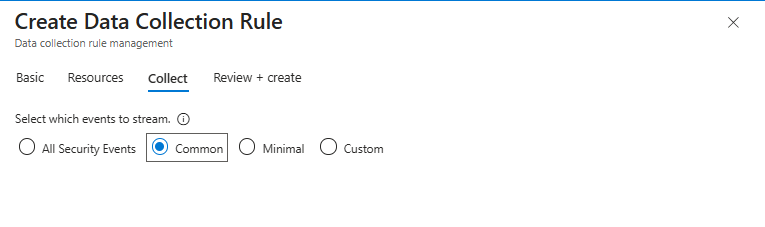 Create Data Collection Rule
Data collection rule management
Basic Resources Collect Review + create
Select which events to stream.
All Security Events Common Minimal Custom